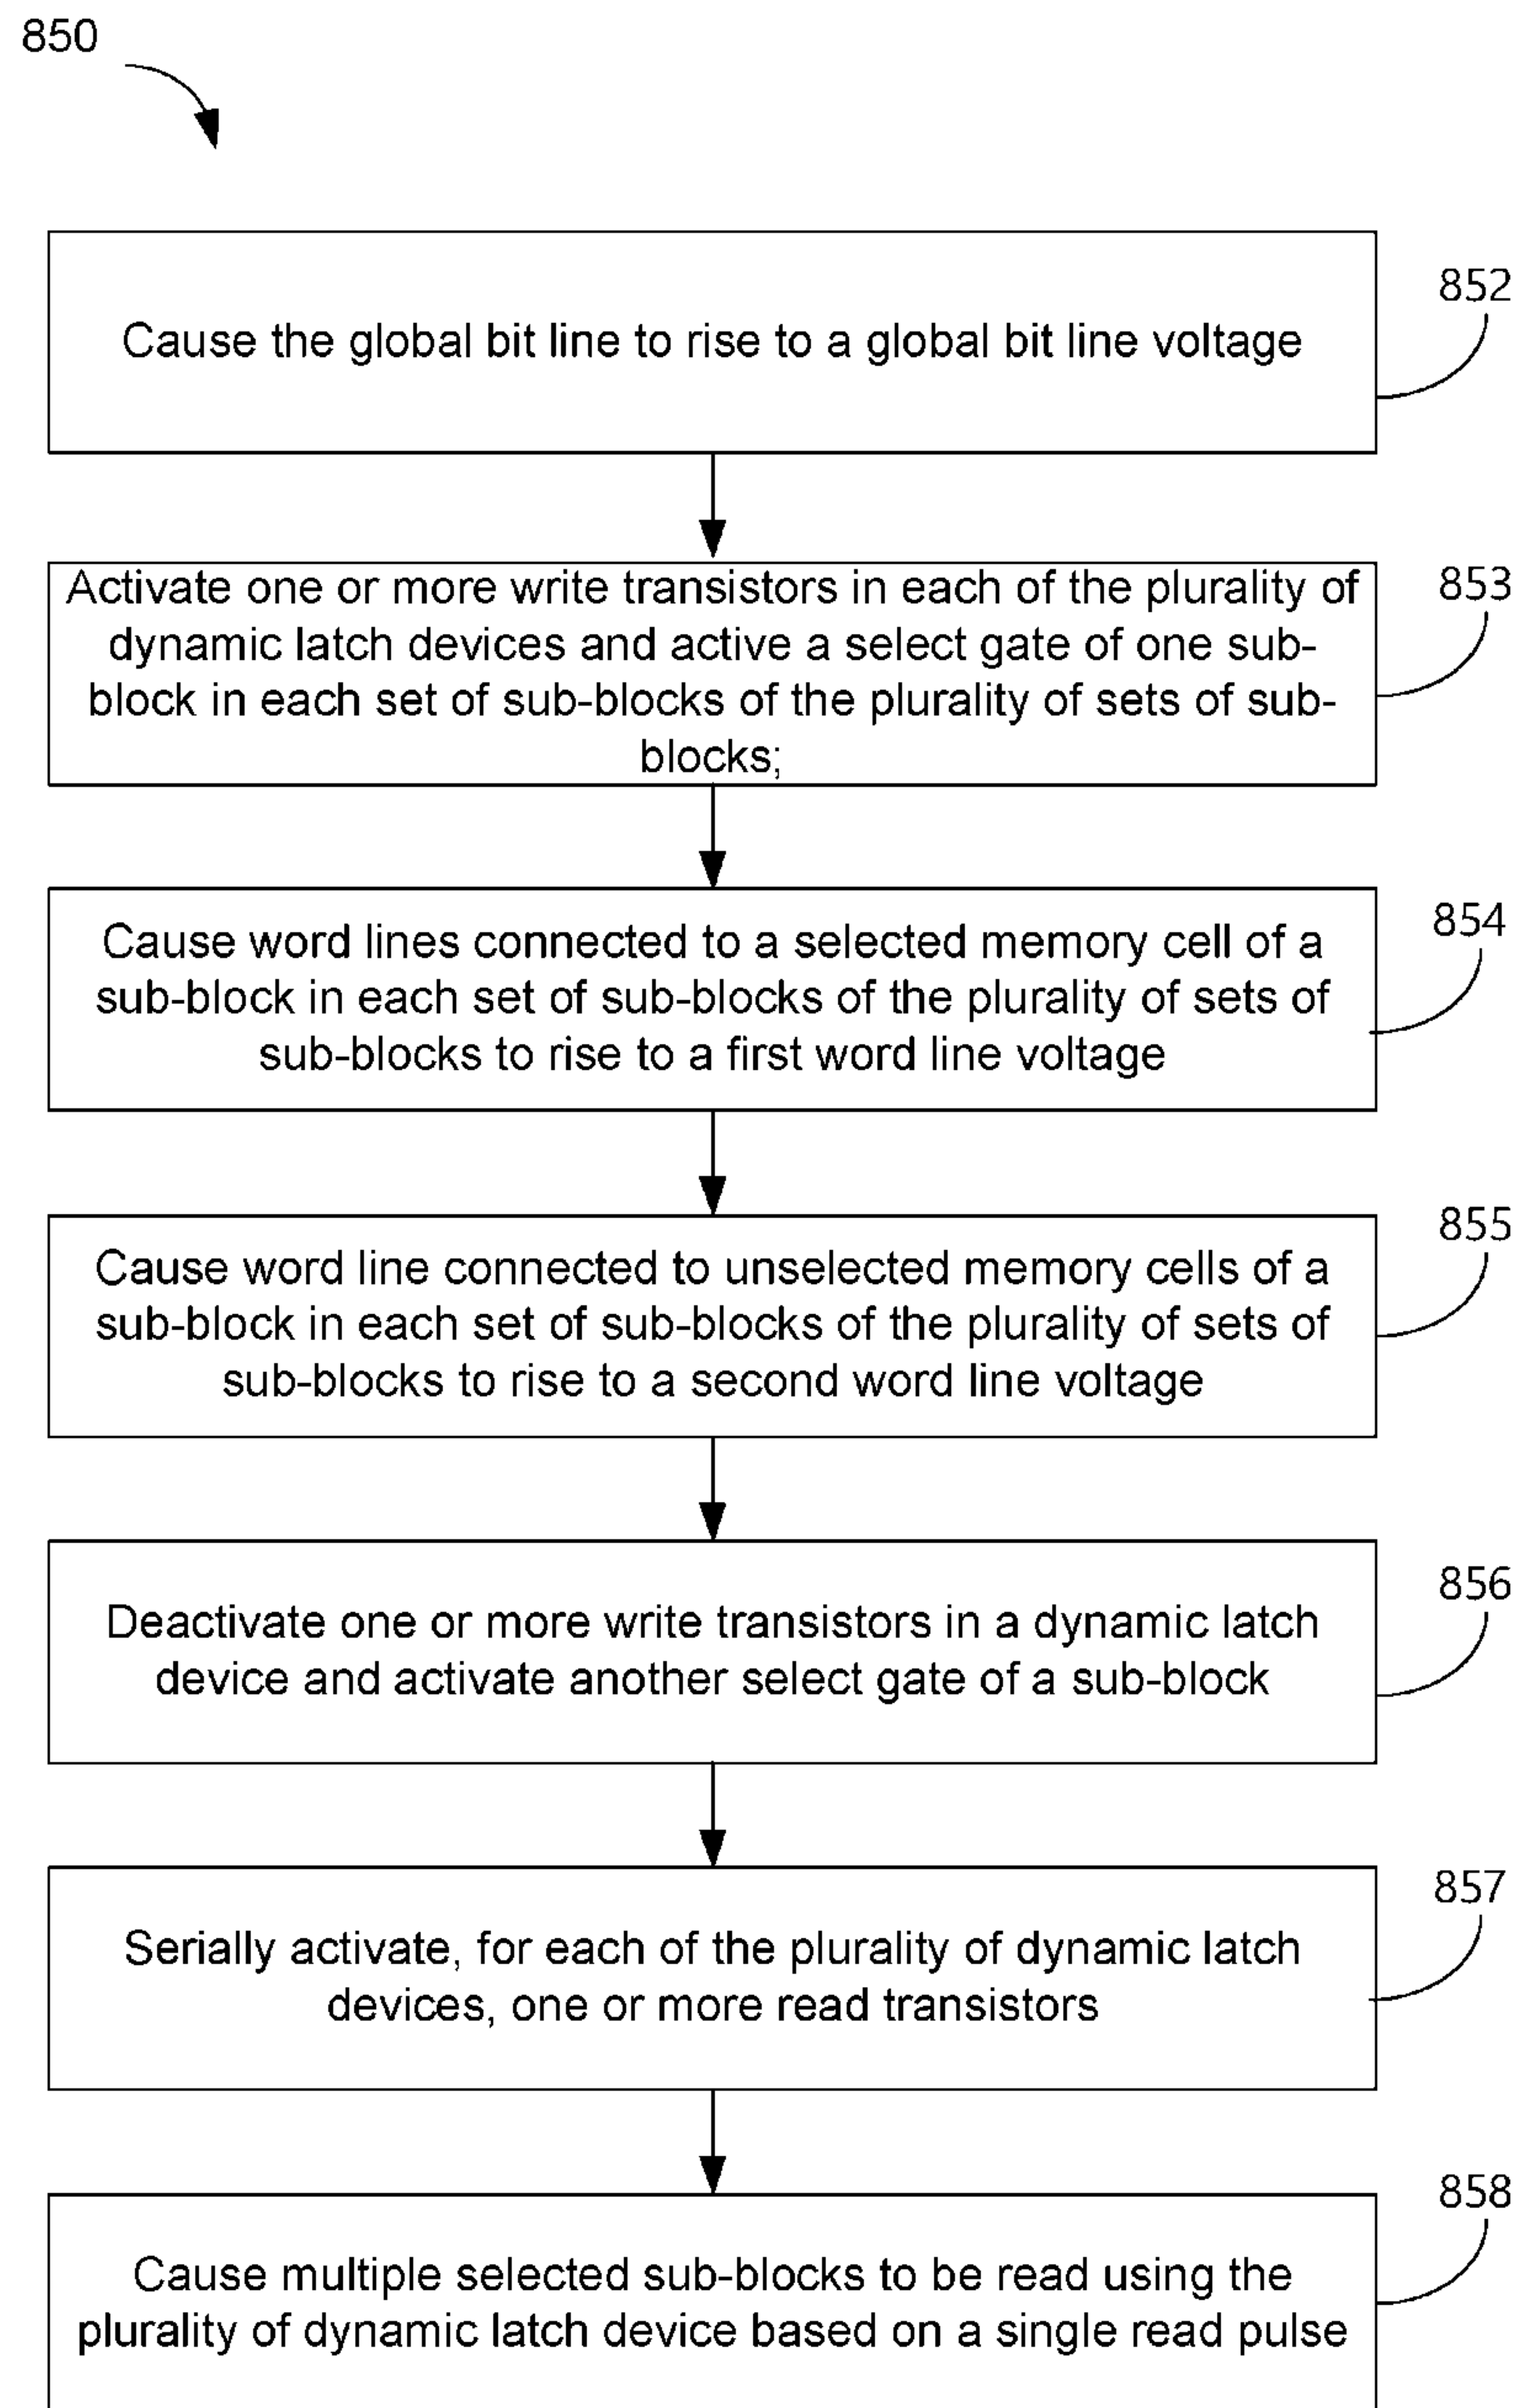 850
852
Cause the global bit line to rise to a global bit line voltage
853
Activate one or more write transistors in each of the plurality of
dynamic latch devices and active a select gate of one sub-
block in each set of sub-blocks of the plurality of sets of sub-
blocks;
854
Cause word lines connected to a selected memory cell of a
sub-block in each set of sub-blocks of the plurality of sets of
sub-blocks to rise to a first word line voltage
855
Cause word line connected to unselected memory cells of a
sub-block in each set of sub-blocks of the plurality of sets of
sub-blocks to rise to a second word line voltage
856
Deactivate one or more write transistors in a dynamic latch
device and activate another select gate of a sub-block
857
Serially activate, for each of the plurality of dynamic latch
devices, one or more read transistors
858
Cause multiple selected sub-blocks to be read using the
plurality of dynamic latch device based on a single read pulse